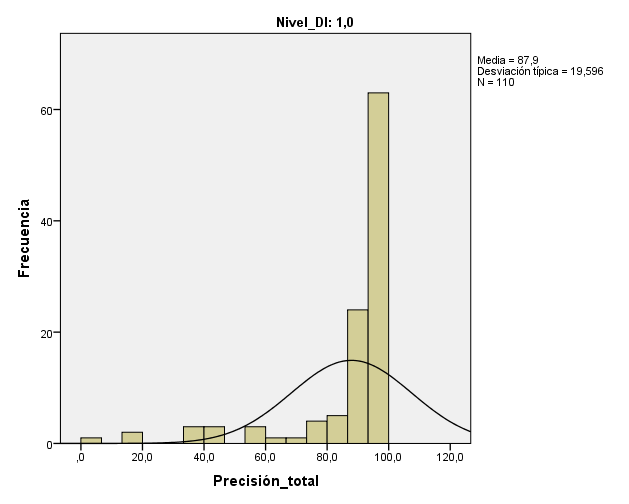 Nivel_DI: 1,0
Media = 87,9
Desviación típica = 19,596
N = 110
Frecuencia
60
40
20
0
,0 20,0 40,0 60,0 80,0 100,0 120,0
Precisión_total